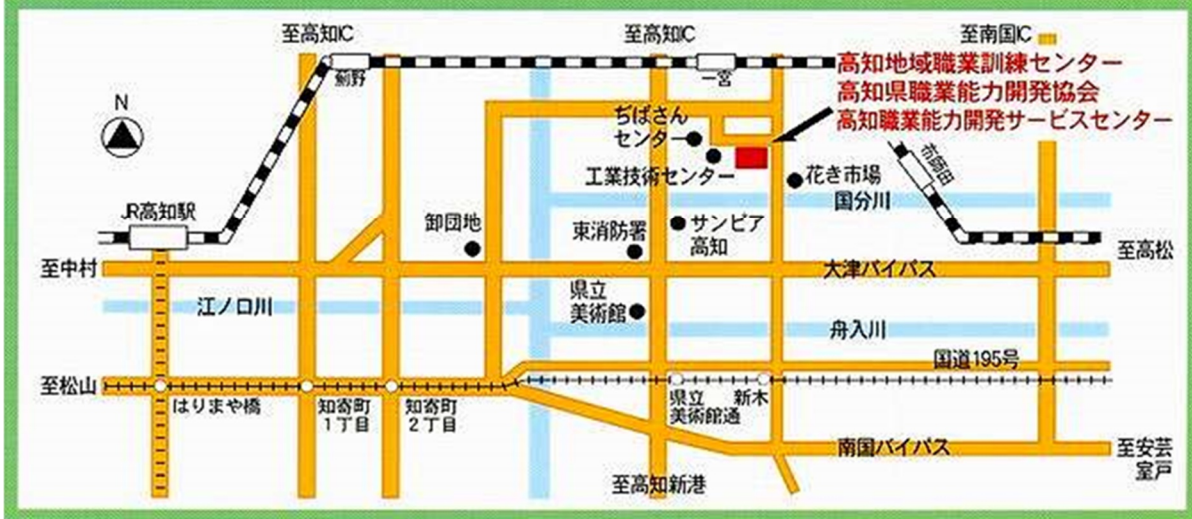 至高知IC
至高知IC
至南国IC
薊野
一宮
高知地域職業訓練センター
高知県職業能力開発協会
高知職業能力開発サービスセンター
N
ぢばさん
センター
工業技術センター
花き市場
布師田
国分川
JR高知駅
卸団地
東消防署
サンピア
高知
至高松
至中村
大津バイパス
江ノ口川
県立
美術館
舟入川
国道195号
至松山
はりまや橋
知寄町
1丁目
知寄町
2丁目
県立
美術館通
新木
南国バイパス
至安芸
室戸
至高知新港